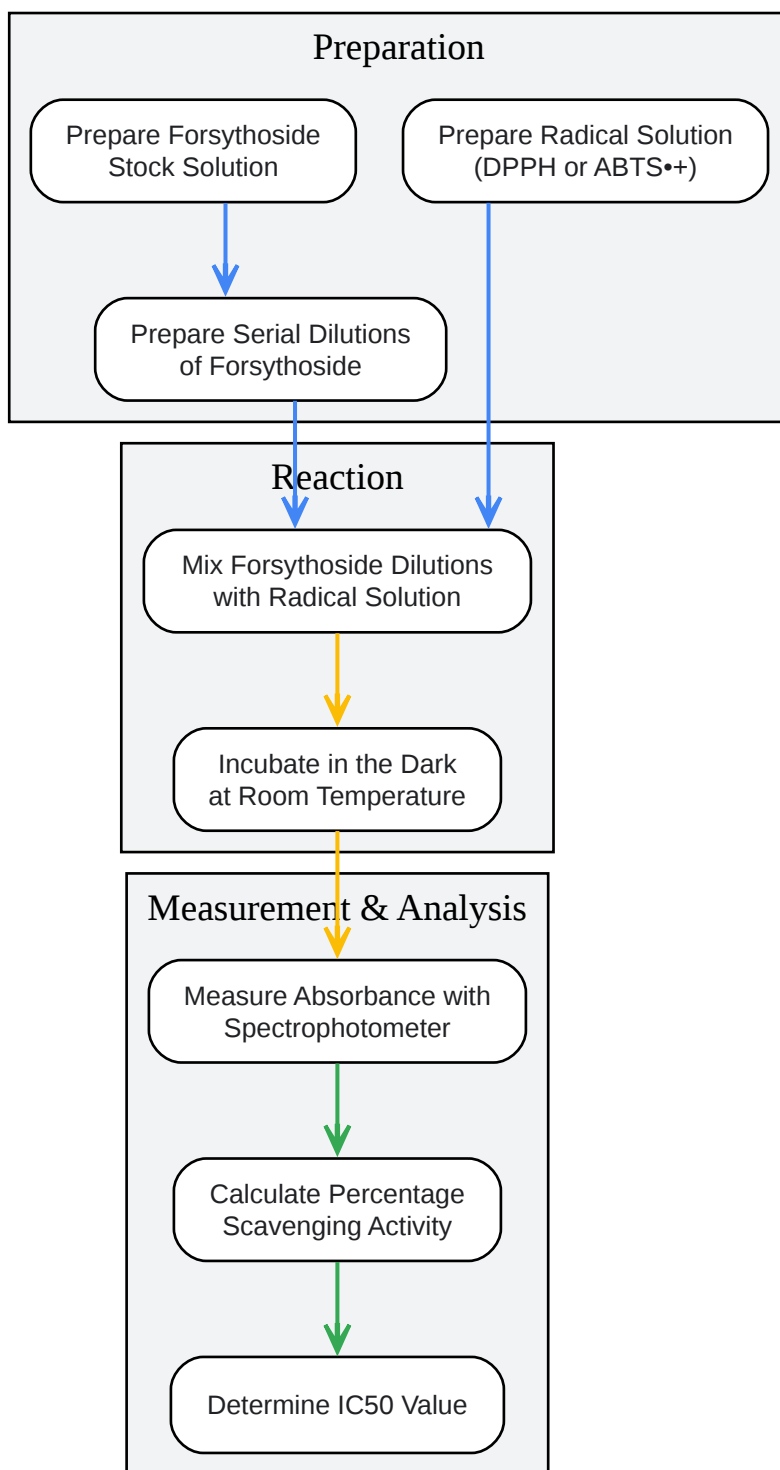 Preparation
Prepare Forsythoside
Stock Solution
Prepare Radical Solution
(DPPH or ABTS•+)
Prepare Serial Dilutions
of Forsythoside
Reaction
Mix Forsythoside Dilutions
with Radical Solution
Incubate in the Dark
at Room Temperature
Measurement & Analysis
Measure Absorbance with
Spectrophotometer
Calculate Percentage
Scavenging Activity
Determine IC50 Value